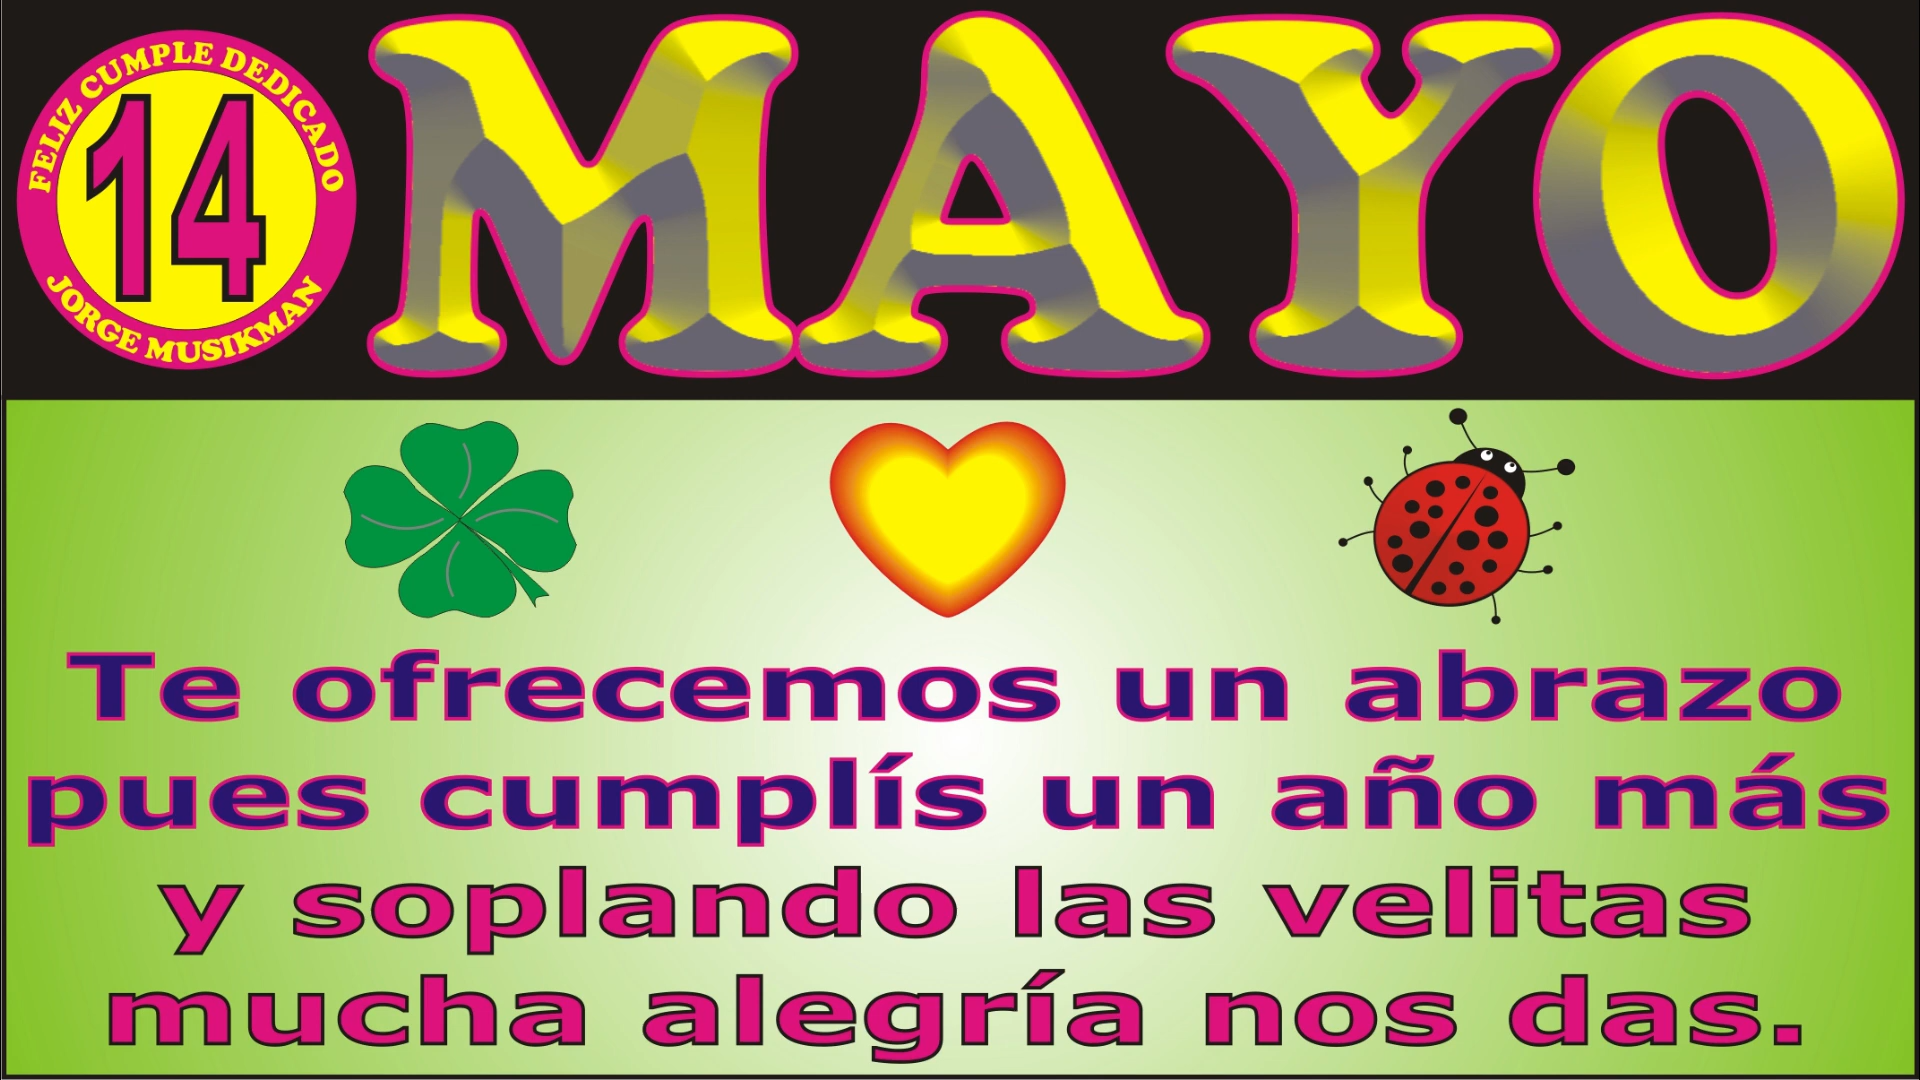 FELIZ CUMPLE DEDICADO
14
JORGE MUSIKMAN
MAYO
Te ofrecemos un abrazo
pues cumplís un año más
y soplando las velitas
mucha alegría nos das.